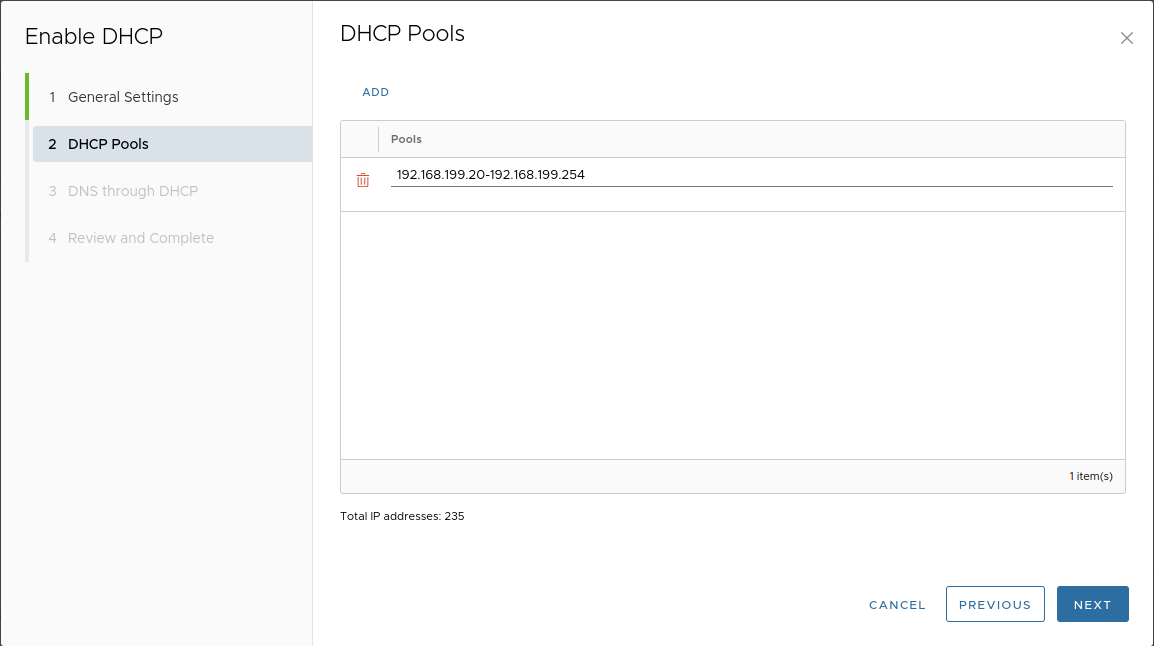 Enable DHCP
1 General Settings
2 DHCP Pools
3 DNS through DHCP
4 Review and Complete
DHCP Pools
ADD
Pools
192.168.199.20-192.168.199.254
1 item(s)
Total IP addresses: 235
CANCEL
PREVIOUS
NEXT